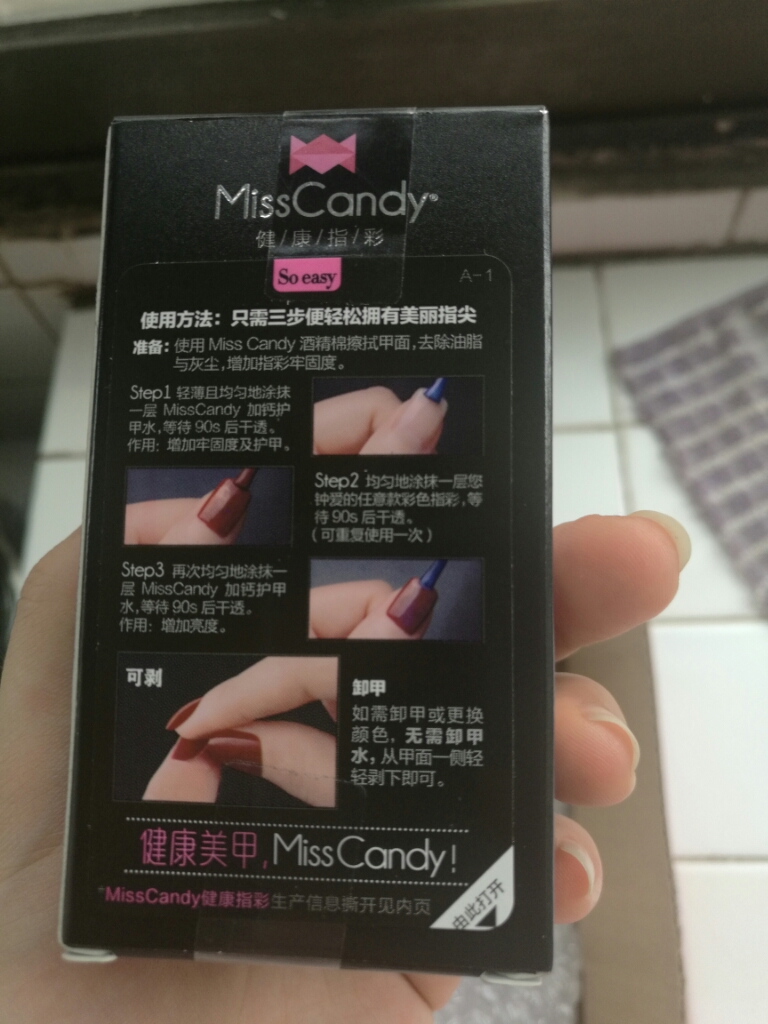 MissCandy®
健/康/指/彩
So easy
A-1
使用方法：只需三步便轻松拥有美丽指尖
准备：使用 Miss Candy 酒精棉擦拭甲面，去除油脂
与灰尘，增加指彩牢固度。
Step1 轻薄且均匀地涂抹
一层 MissCandy 加钙护
甲水，等待 90s 后干透。
作用：增加牢固度及护甲。
Step2 均匀地涂抹一层您
钟爱的任意款彩色指彩，等
待 90s 后干透。
（可重复使用一次）
Step3 再次均匀地涂抹一
层 MissCandy 加钙护甲
水，等待 90s 后干透。
作用：增加亮度。
可剥
卸甲
如需卸甲或更换
颜色，无需卸甲
水，从甲面一侧轻
轻剥下即可。
健康美甲，MissCandy！
*MissCandy健康指彩生产信息撕开见内页
由此打开